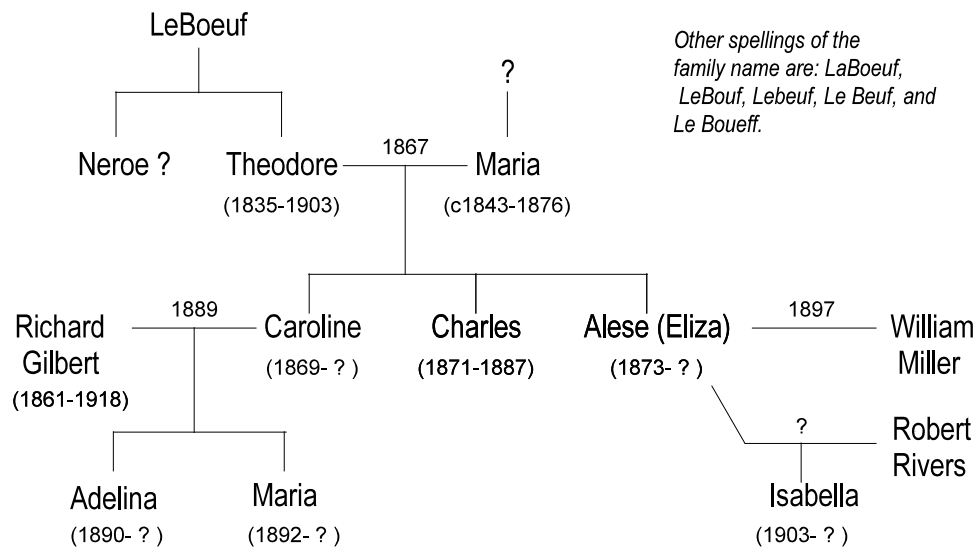 LeBoeuf
Other spellings of the
family name are: LaBoeuf,
LeBouf, Lebeuf, Le Beuf, and
Le Boueff.
?
Neroe ?
Theodore
1867
Maria
(1835-1903)
(c1843-1876)
Richard
Gilbert
(1861-1918)
1889
Caroline
(1869- ? )
Charles
(1871-1887)
Alese (Eliza)
(1873- ? )
1897
William
Miller
?
Robert
Rivers
Adelina
(1890- ? )
Maria
(1892- ? )
Isabella
(1903- ? )